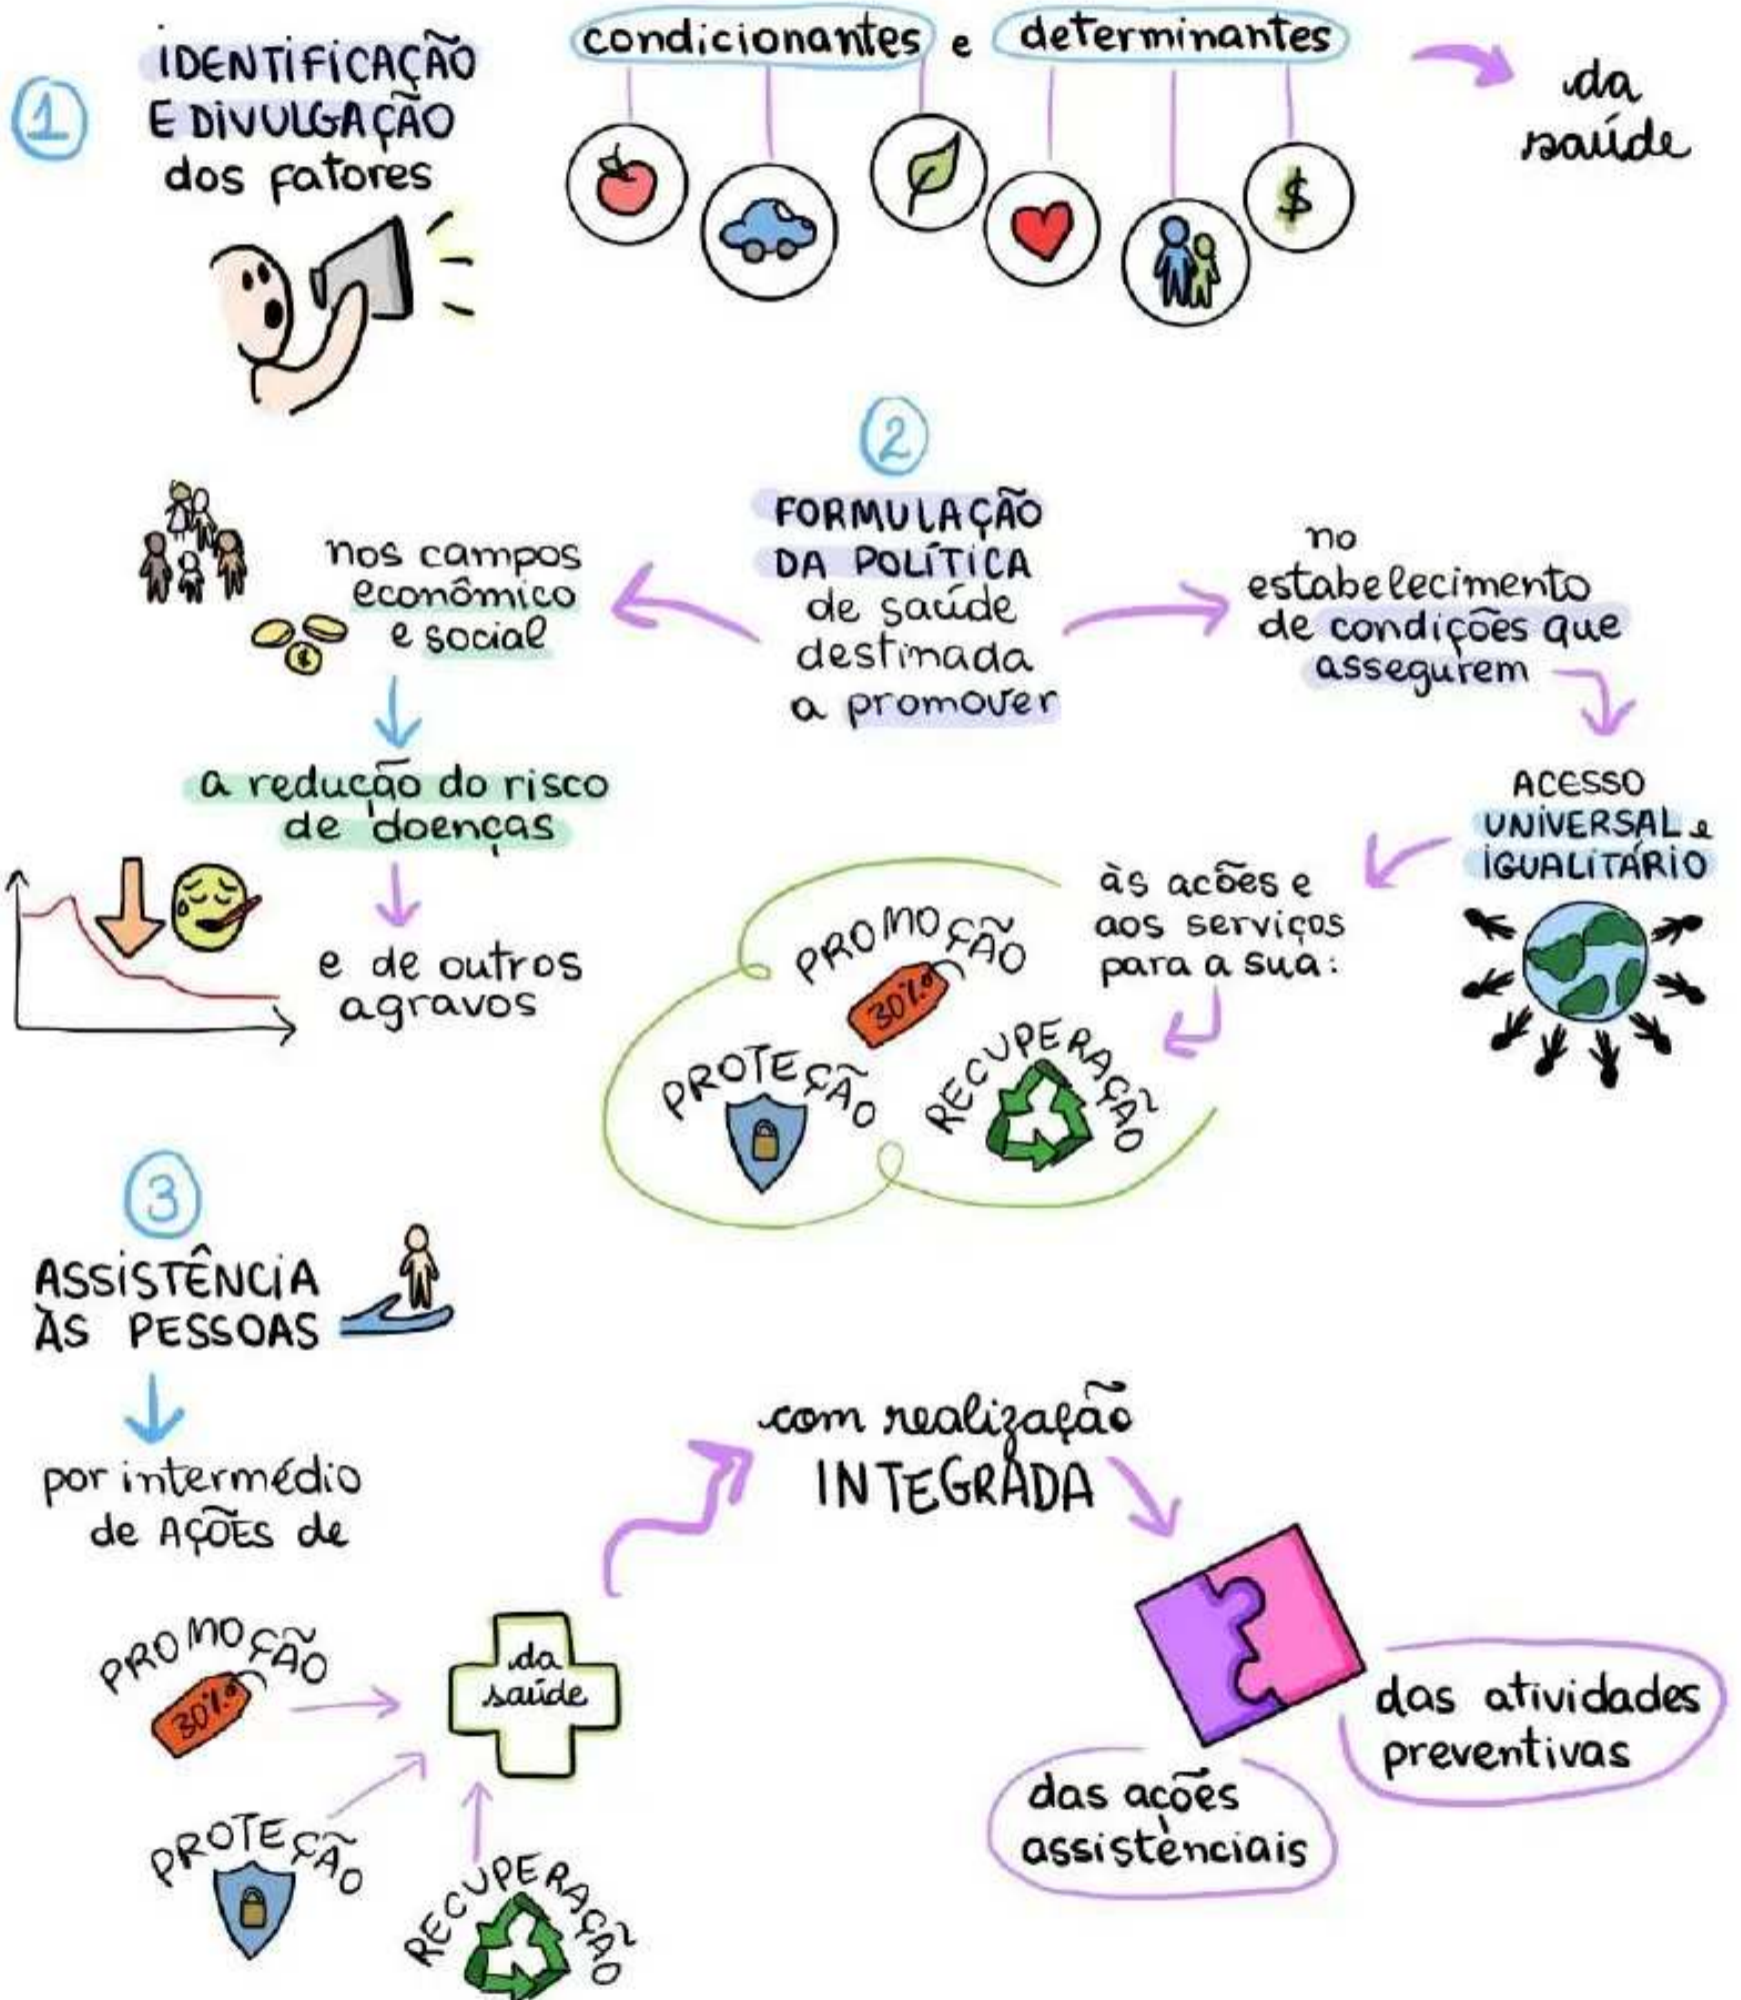 1
IDENTIFICAÇÃO
E DIVULGAÇÃO
dos fatores
condicionantes e determinantes
$
da
saúde
2
FORMULAÇÃO
DA POLÍTICA
de saúde
destinada
a promover
nos campos
econômico
e social
$
a redução do risco
de doenças
e de outros
agravos
no
estabelecimento
de condições que
assegurem
ACESSO
UNIVERSAL e
IGUALITÁRIO
às acões e
aos serviços
para a sua:
PROMOÇÃO
30%
PROTEÇÃO
RECUPERAÇÃO
3
ASSISTÊNCIA
ÀS PESSOAS
por intermédio
de AÇÕES de
PROMOÇÃO
30%
PROTEÇÃO
RECUPERAÇÃO
da
saúde
com realização
INTEGRADA
das atividades
preventivas
das ações
assistênciais